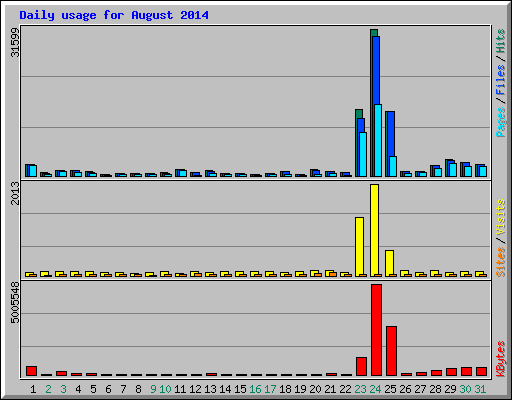 Daily usage for August 2014
31599
Pages / Files / Hits
2013
Sites / Visits
5005548
KBytes
1 2 3 4 5 6 7 8 9 10 11 12 13 14 15 16 17 18 19 20 21 22 23 24 25 26 27 28 29 30 31